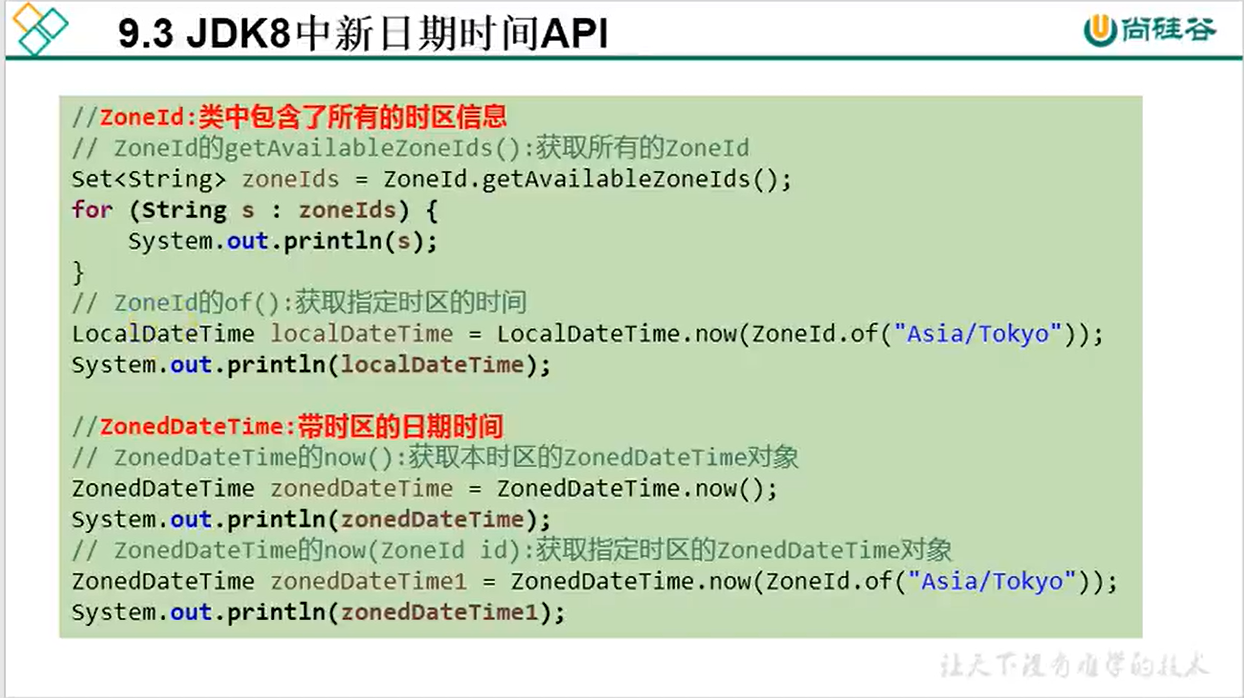 9.3 JDK8中新日期时间API
尚硅谷
//ZoneId:类中包含了所有的时区信息
// ZoneId的getAvailableZoneIds():获取所有的ZoneId
Set<String> zoneIds = ZoneId.getAvailableZoneIds();
for (String s : zoneIds) {
    System.out.println(s);
}
// ZoneId的of():获取指定时区的时间
LocalDateTime localDateTime = LocalDateTime.now(ZoneId.of("Asia/Tokyo"));
System.out.println(localDateTime);
//ZonedDateTime:带时区的日期时间
// ZonedDateTime的now():获取本时区的ZonedDateTime对象
ZonedDateTime zonedDateTime = ZonedDateTime.now();
System.out.println(zonedDateTime);
// ZonedDateTime的now(ZoneId id):获取指定时区的ZonedDateTime对象
ZonedDateTime zonedDateTime1 = ZonedDateTime.now(ZoneId.of("Asia/Tokyo"));
System.out.println(zonedDateTime1);
让天下没有难学的技术